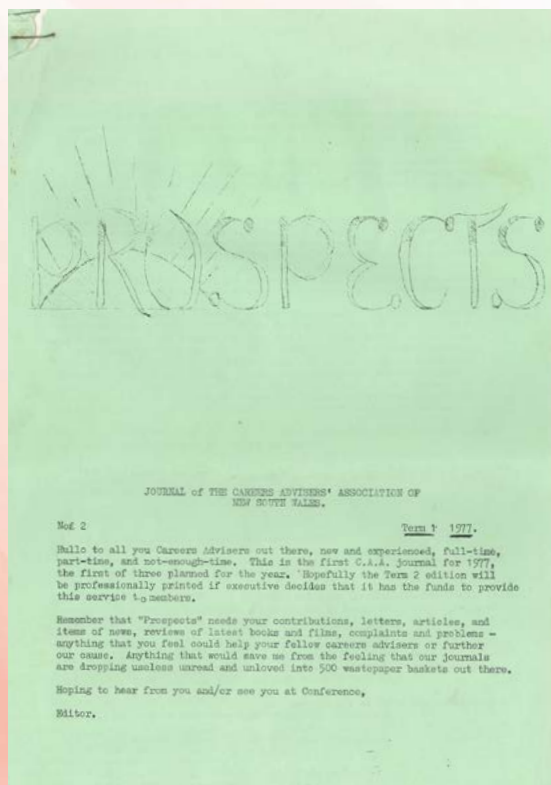 PROSPECTS
JOURNAL of THE CAREERS ADVISERS' ASSOCIATION OF
NEW SOUTH WALES.
No: 2 Term 1 1977.
Hullo to all you Careers Advisers out there, new and experienced, full-time,
part-time, and not-enough-time. This is the first C.A.A. journal for 1977,
the first of three planned for the year. Hopefully the Term 2 edition will
be professionally printed if executive decides that it has the funds to provide
this service to members.
Remember that "Prospects" needs your contributions, letters, articles, and
items of news, reviews of latest books and films, complaints and problems -
anything that you feel could help your fellow careers advisers or further
our cause. Anything that would save me from the feeling that our journals
are dropping useless unread and unloved into 500 wastepaper baskets out there.
Hoping to hear from you and/or see you at Conference,
Editor.